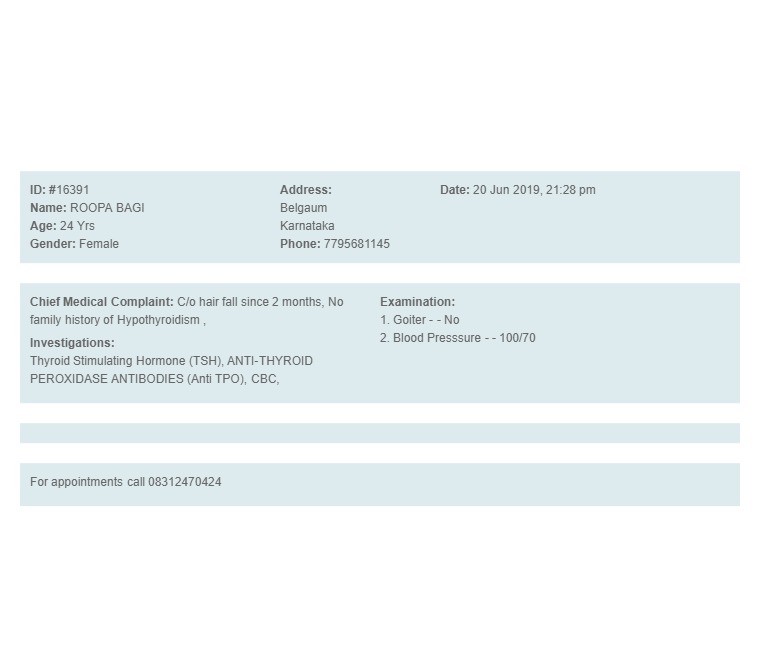 ID: #16391
Name: ROOPA BAGI
Age: 24 Yrs
Gender: Female
Address:
Belgaum
Karnataka
Phone: 7795681145
Date: 20 Jun 2019, 21:28 pm
Chief Medical Complaint: C/o hair fall since 2 months, No
family history of Hypothyroidism ,
Investigations:
Thyroid Stimulating Hormone (TSH), ANTI-THYROID
PEROXIDASE ANTIBODIES (Anti TPO), CBC,
Examination:
1. Goiter - - No
2. Blood Presssure - - 100/70
For appointments call 08312470424